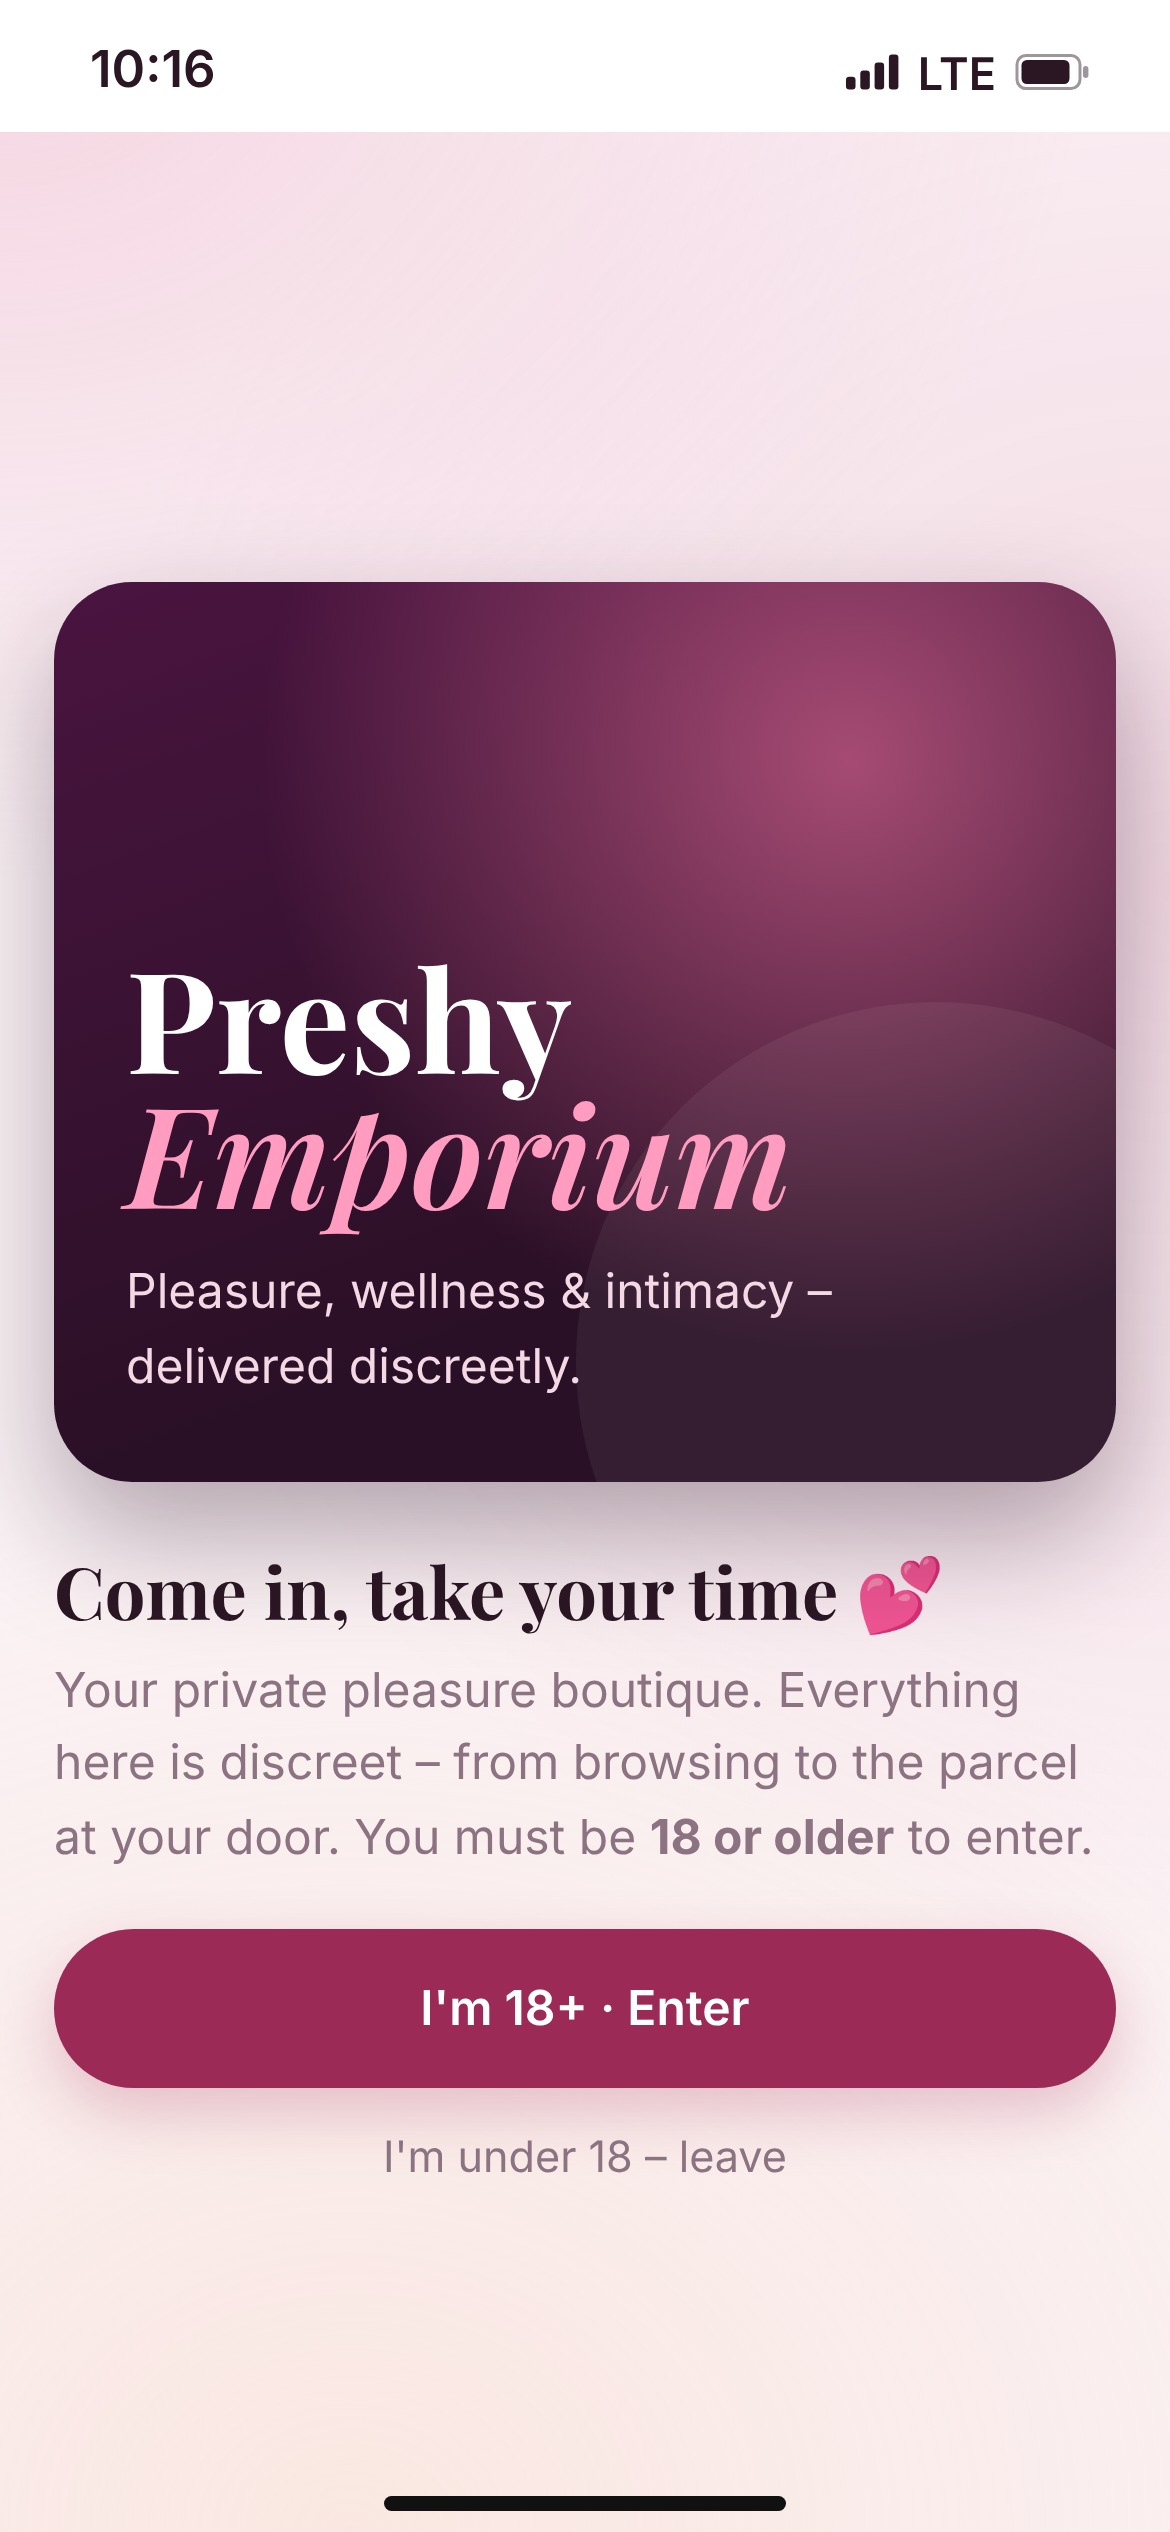 10:16
LTE
Preshy
Emporium
Pleasure, wellness & intimacy –
delivered discreetly.
Come in, take your time 💕
Your private pleasure boutique. Everything
here is discreet – from browsing to the parcel
at your door. You must be 18 or older to enter.
I'm 18+ · Enter
I'm under 18 – leave